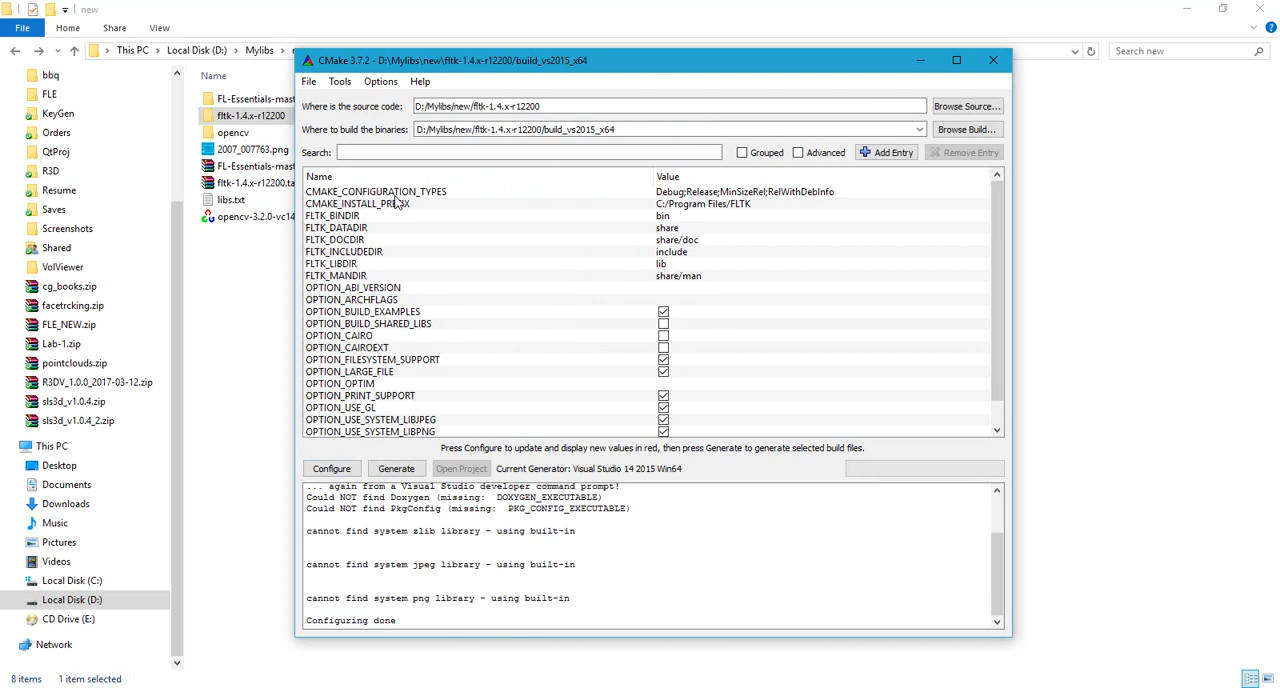 new
File Home Share View
This PC Local Disk (D:) Mylibs
Search new
bbq
FLE
KeyGen
Orders
QtProj
R3D
Resume
Saves
Screenshots
Shared
VolViewer
cg_books.zip
facetrcking.zip
FLE_NEW.zip
Lab-1.zip
pointclouds.zip
R3DV_1.0.0_2017-03-12.zip
sls3d_v1.0.4.zip
sls3d_v1.0.4_2.zip
This PC
Desktop
Documents
Downloads
Music
Pictures
Videos
Local Disk (C:)
Local Disk (D:)
CD Drive (E:)
Network
8 items 1 item selected
Name
FL-Essentials-mast
fltk-1.4.x-r12200
opencv
2007_007763.png
FL-Essentials-mast
fltk-1.4.x-r12200.ta
libs.txt
opencv-3.2.0-vc14
CMake 3.7.2 - D:\Mylibs\new\fltk-1.4.x-r12200/build_vs2015_x64
File Tools Options Help
Where is the source code: D:/Mylibs/new/fltk-1.4.x-r12200 Browse Source...
Where to build the binaries: D:/Mylibs/new/fltk-1.4.x-r12200/build_vs2015_x64 Browse Build...
Search: Grouped Advanced Add Entry Remove Entry
Name Value
CMAKE_CONFIGURATION_TYPES Debug;Release;MinSizeRel;RelWithDebInfo
CMAKE_INSTALL_PREFIX C:/Program Files/FLTK
FLTK_BINDIR bin
FLTK_DATADIR share
FLTK_DOCDIR share/doc
FLTK_INCLUDEDIR include
FLTK_LIBDIR lib
FLTK_MANDIR share/man
OPTION_ABI_VERSION
OPTION_ARCHFLAGS
OPTION_BUILD_EXAMPLES
OPTION_BUILD_SHARED_LIBS
OPTION_CAIRO
OPTION_CAIROEXT
OPTION_FILESYSTEM_SUPPORT
OPTION_LARGE_FILE
OPTION_OPTIM
OPTION_PRINT_SUPPORT
OPTION_USE_GL
OPTION_USE_SYSTEM_LIBJPEG
OPTION_USE_SYSTEM_LIBPNG
Press Configure to update and display new values in red, then press Generate to generate selected build files.
Configure Generate Open Project Current Generator: Visual Studio 14 2015 Win64
... again from a Visual Studio developer command prompt!
Could NOT find Doxygen (missing: DOXYGEN_EXECUTABLE)
Could NOT find PkgConfig (missing: PKG_CONFIG_EXECUTABLE)
cannot find system zlib library - using built-in
cannot find system jpeg library - using built-in
cannot find system png library - using built-in
Configuring done